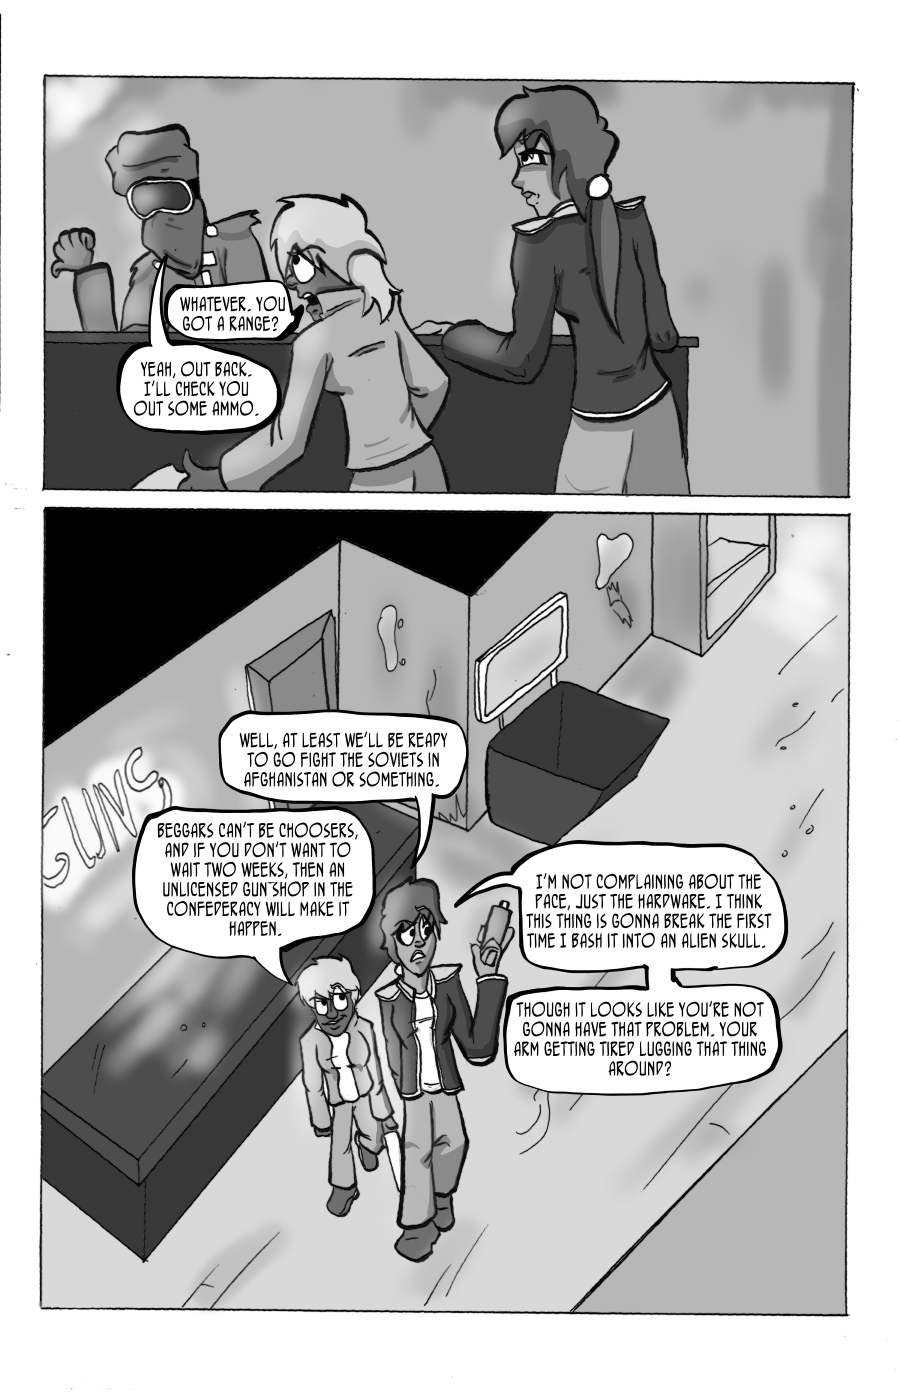 WHATEVER. YOU
GOT A RANGE?
YEAH, OUT BACK.
I'LL CHECK YOU
OUT SOME AMMO.
WELL, AT LEAST WE'LL BE READY
TO GO FIGHT THE SOVIETS IN
AFGHANISTAN OR SOMETHING.
GUNS
BEGGARS CAN'T BE CHOOSERS,
AND IF YOU DON'T WANT TO
WAIT TWO WEEKS, THEN AN
UNLICENSED GUN-SHOP IN THE
CONFEDERACY WILL MAKE IT
HAPPEN.
I'M NOT COMPLAINING ABOUT THE
PACE, JUST THE HARDWARE. I THINK
THIS THING IS GONNA BREAK THE FIRST
TIME I BASH IT INTO AN ALIEN SKULL.
THOUGH IT LOOKS LIKE YOU'RE NOT
GONNA HAVE THAT PROBLEM. YOUR
ARM GETTING TIRED LUGGING THAT THING
AROUND?